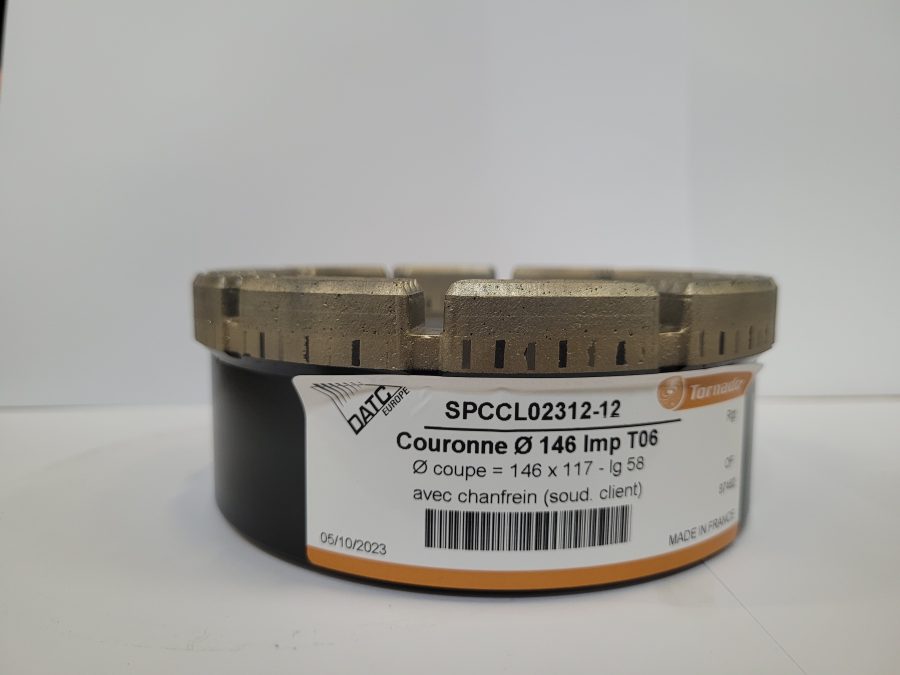 DATC
EUROPE
Tornado
SPCCL02312-12
Couronne Ø 146 Imp T06
Ø coupe = 146 x 117 - lg 58
avec chanfrein (soud. client)
05/10/2023
MADE IN FRANCE